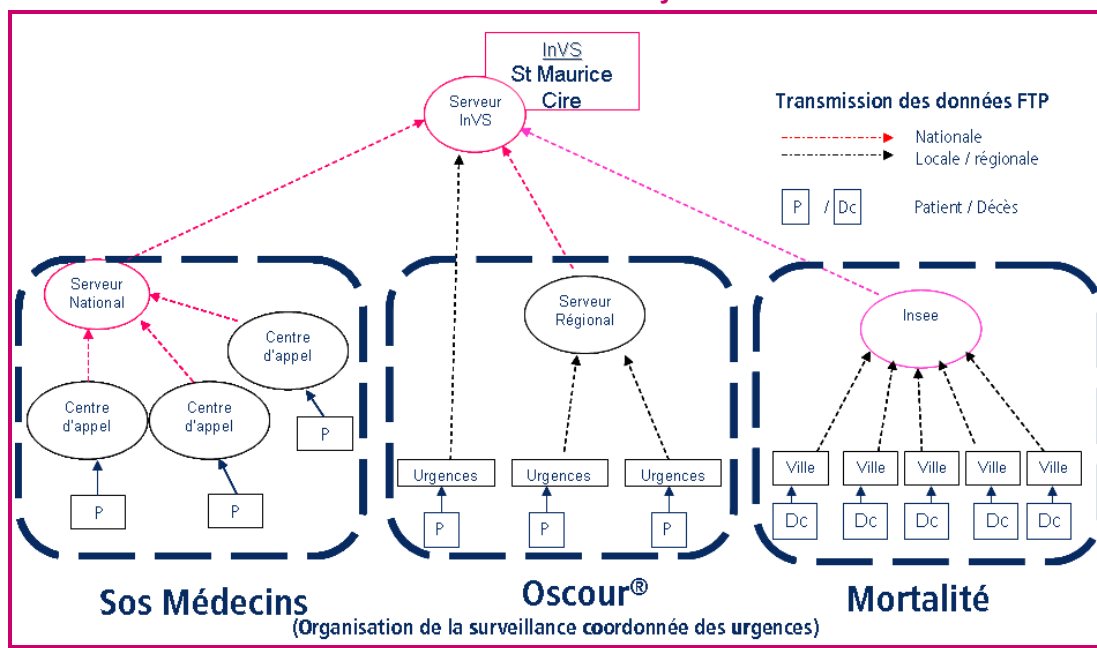 InVS
St Maurice
Cire
Serveur
InVS
Transmission des données FTP
Nationale
Locale / régionale
P / Dc Patient / Décès
Serveur
National
Centre
d'appel
Centre
d'appel
Centre
d'appel
P
P
P
Serveur
Régional
Urgences
Urgences
Urgences
P
P
P
Insee
Ville
Ville
Ville
Ville
Ville
Dc
Dc
Dc
Dc
Dc
Sos Médecins
Oscour®
Mortalité
(Organisation de la surveillance coordonnée des urgences)